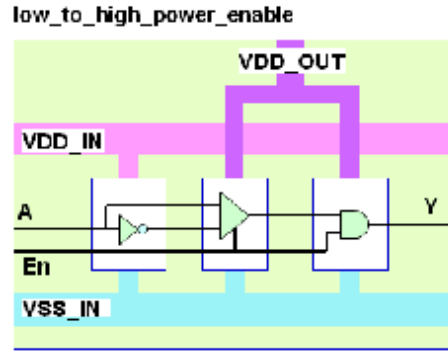 low_to_high_power_enable
VDD_OUT
VDD_IN
A
Y
En
VSS_IN